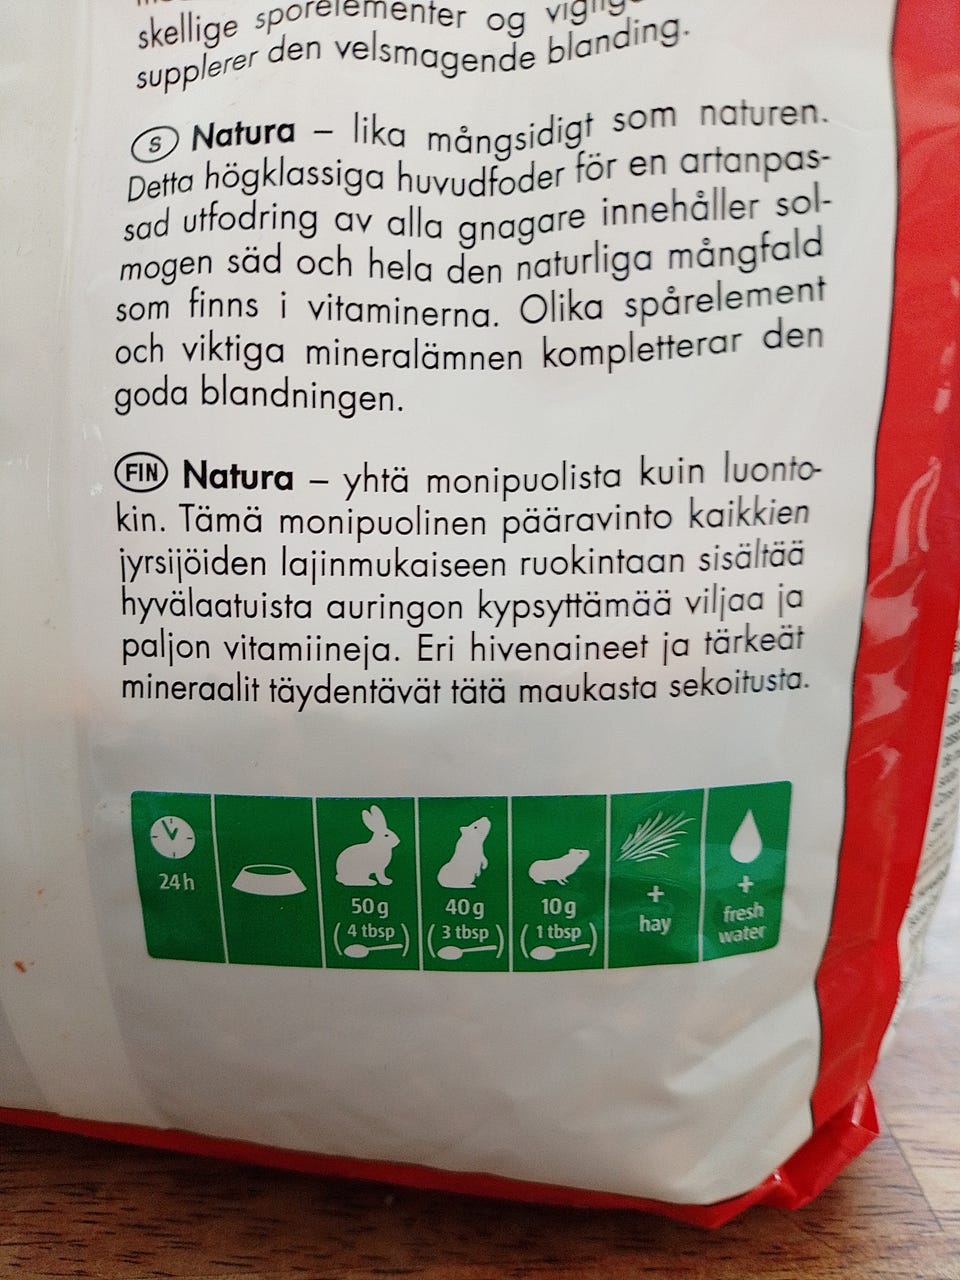 skellige sporelementer og
supplerer den velsmagende blanding.
S Natura – lika mångsidigt som naturen.
Detta högklassiga huvudfoder för en artanpas-
sad utfodring av alla gnagare innehåller sol-
mogen säd och hela den naturliga mångfald
som finns i vitaminerna. Olika spårelement
och viktiga mineralämnen kompletterar den
goda blandningen.
FIN Natura – yhtä monipuolista kuin luonto-
kin. Tämä monipuolinen pääravinto kaikkien
jyrsijöiden lajinmukaiseen ruokintaan sisältää
hyvälaatuista auringon kypsyttämää viljaa ja
paljon vitamiineja. Eri hivenaineet ja tärkeät
mineraalit täydentävät tätä maukasta sekoitusta.
24h
50g
(4 tbsp)
40g
(3 tbsp)
10g
(1 tbsp)
+
hay
+
fresh
water